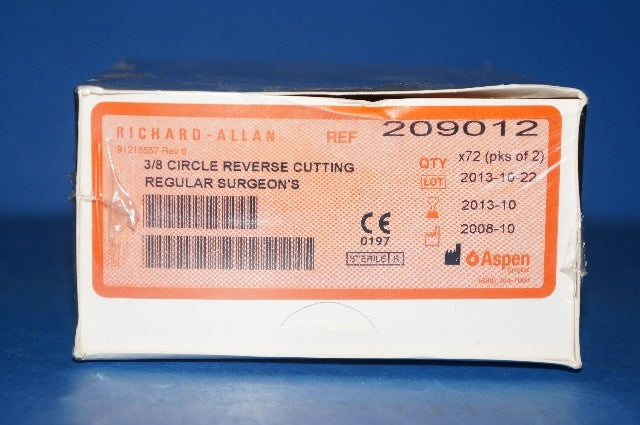 RICHARD-ALLAN
REF 209012
91215557 Rev 6
3/8 CIRCLE REVERSE CUTTING
REGULAR SURGEON'S
QTY x72 (pks of 2)
LOT 2013-10-22
2013-10
2008-10
CE
0197
STERILE R
Aspen
Surgical